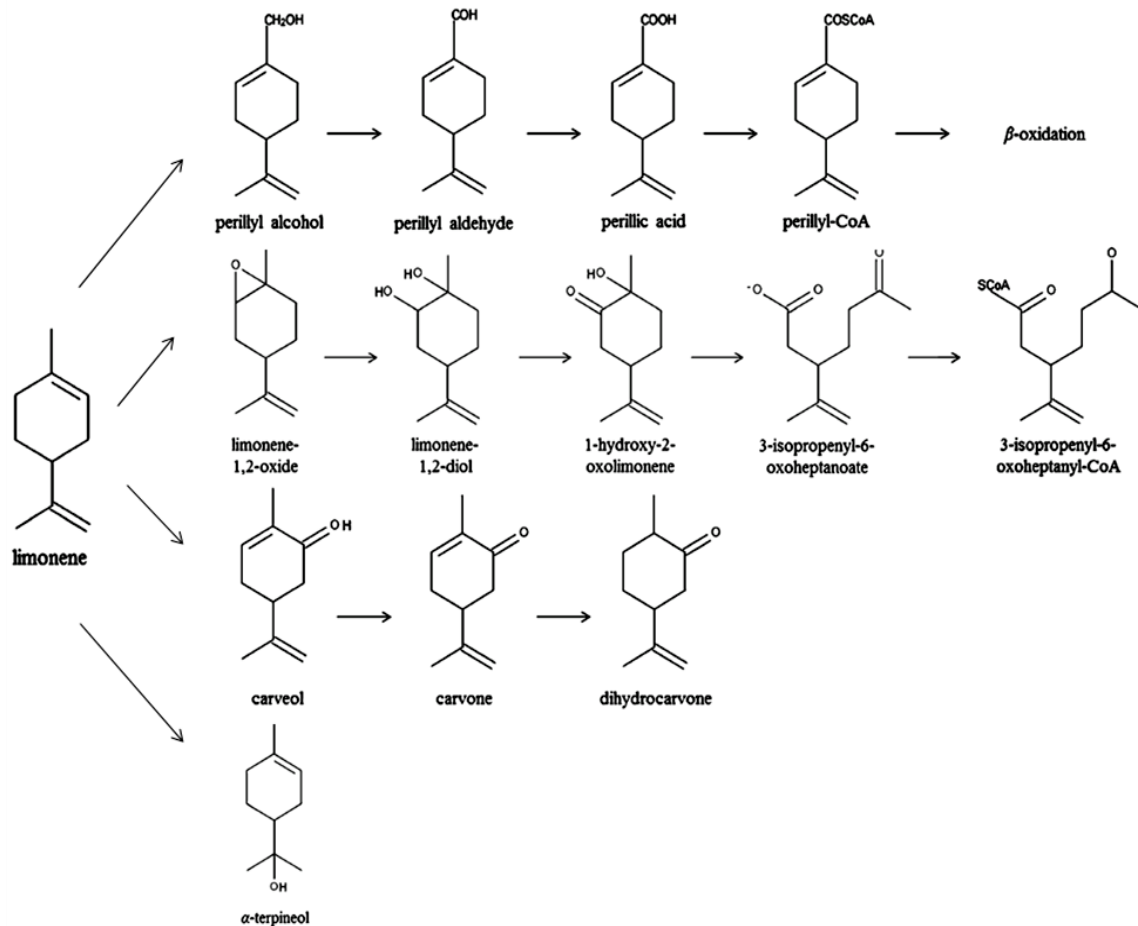 CH₂OH
COH
COOH
COSCoA
β-oxidation
perillyl alcohol
perillyl aldehyde
perillic acid
perillyl-CoA
O
HO
HO
HO
O
-O
O
O
SCoA
O
O
limonene-
1,2-oxide
limonene-
1,2-diol
1-hydroxy-2-
oxolimonene
3-isopropenyl-6-
oxoheptanoate
3-isopropenyl-6-
oxoheptanyl-CoA
limonene
OH
O
O
carveol
carvone
dihydrocarvone
OH
α-terpineol